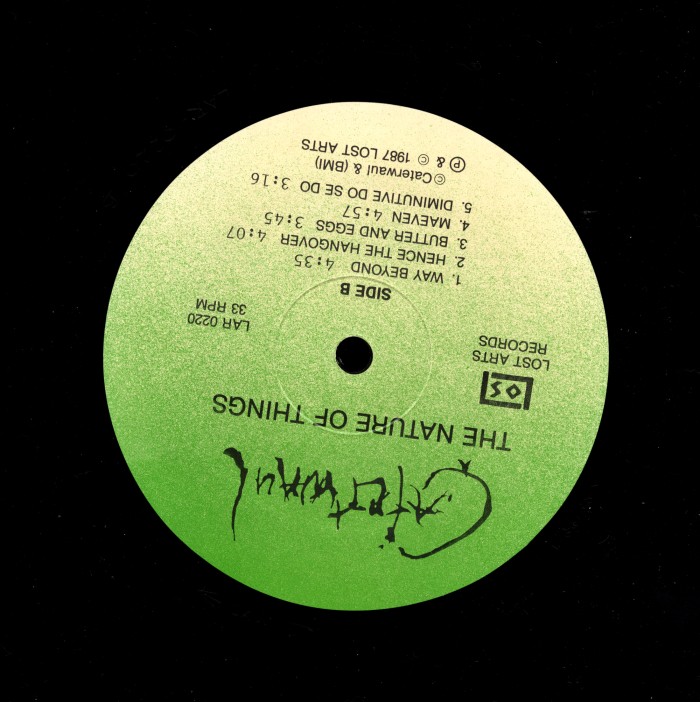 Caterwaul
THE NATURE OF THINGS
LOS
LOST ARTS
RECORDS
LAR 0220
33 RPM
SIDE B
1. WAY BEYOND 4:35
2. HENCE THE HANGOVER 4:07
3. BUTTER AND EGGS 3:45
4. MAEVEN 4:57
5. DIMINUTIVE DO SE DO 3:16
©Caterwaul & (BMI)
℗ & © 1987 LOST ARTS